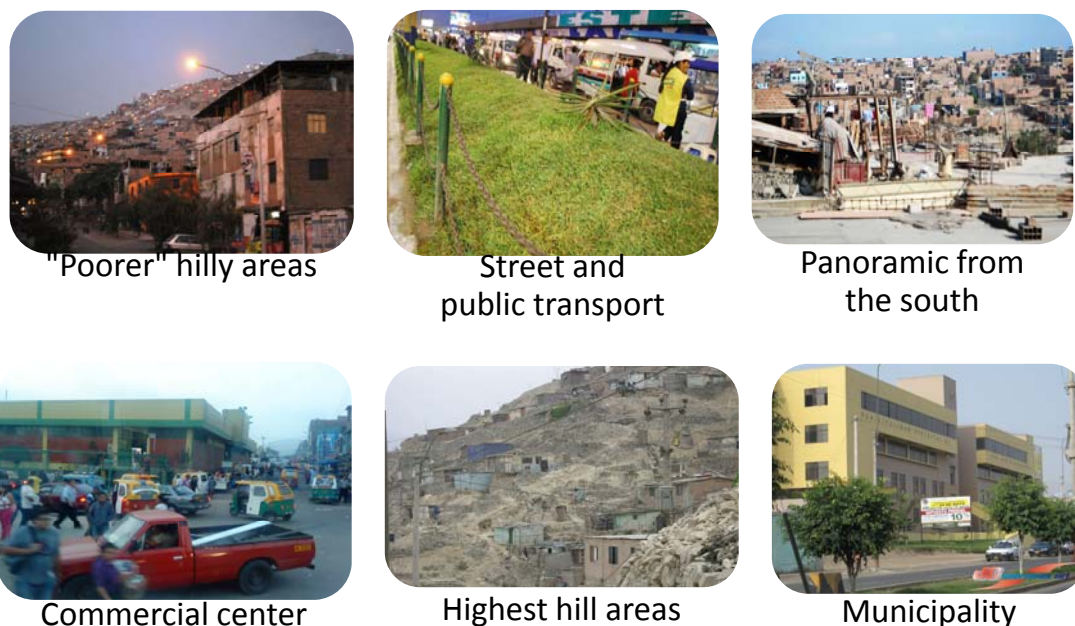 "Poorer" hilly areas
Street and
public transport
Panoramic from
the south
Commercial center
Highest hill areas
Municipality